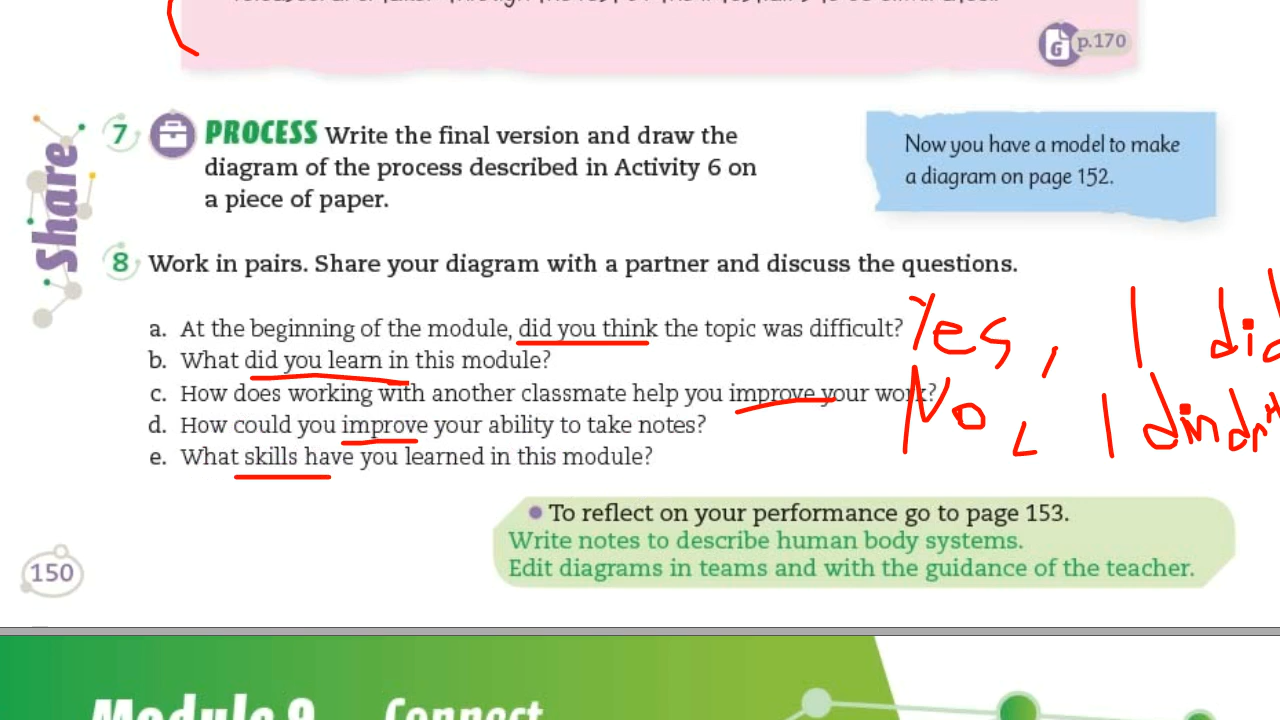 p.170
Share
7 PROCESS Write the final version and draw the
diagram of the process described in Activity 6 on
a piece of paper.
Now you have a model to make
a diagram on page 152.
8 Work in pairs. Share your diagram with a partner and discuss the questions.
a. At the beginning of the module, did you think the topic was difficult?
Yes, I did
b. What did you learn in this module?
c. How does working with another classmate help you improve your work?
No, I
d. How could you improve your ability to take notes?
e. What skills have you learned in this module?
• To reflect on your performance go to page 153.
Write notes to describe human body systems.
Edit diagrams in teams and with the guidance of the teacher.
150
Module 9 Connect